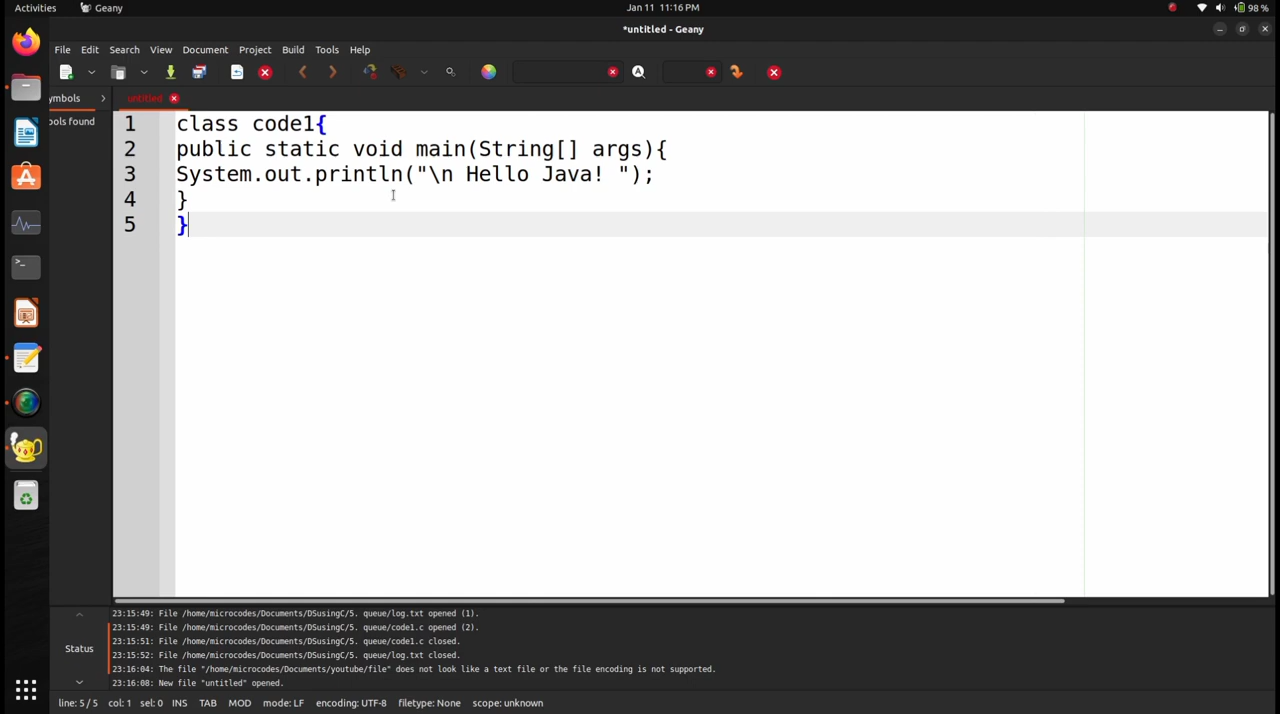 Activities Geany Jan 11 11:16 PM 98 %
*untitled - Geany
File Edit Search View Document Project Build Tools Help
ymbols untitled
ools found
1 class code1{
2 public static void main(String[] args){
3 System.out.println("\n Hello Java! ");
4 }
5 }
23:15:49: File /home/microcodes/Documents/DSusingC/5. queue/log.txt opened (1).
23:15:49: File /home/microcodes/Documents/DSusingC/5. queue/code1.c opened (2).
23:15:51: File /home/microcodes/Documents/DSusingC/5. queue/code1.c closed.
Status
23:15:52: File /home/microcodes/Documents/DSusingC/5. queue/log.txt closed.
23:16:04: The file "/home/microcodes/Documents/youtube/file" does not look like a text file or the file encoding is not supported.
23:16:08: New file "untitled" opened.
line: 5 / 5 col: 1 sel: 0 INS TAB MOD mode: LF encoding: UTF-8 filetype: None scope: unknown